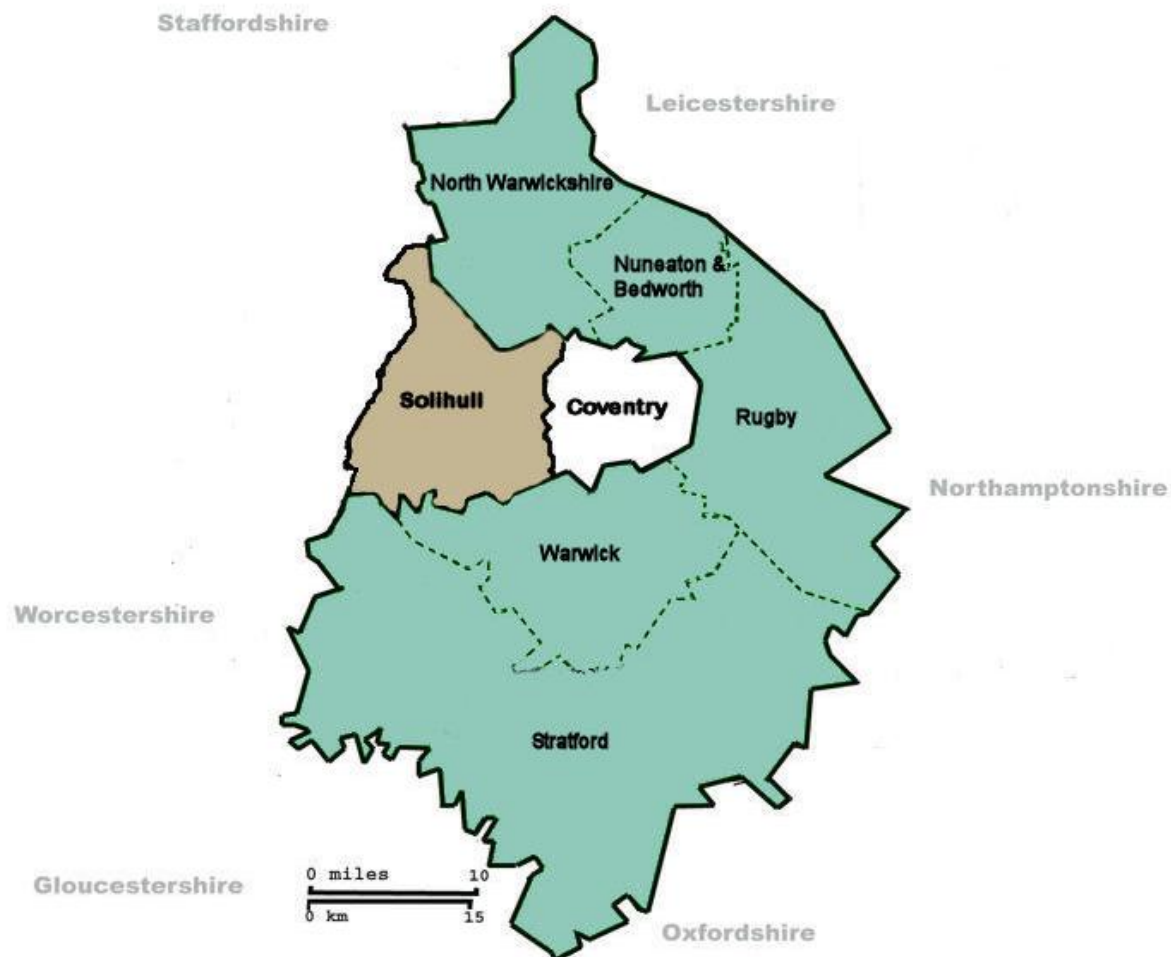 Staffordshire
Leicestershire
North Warwickshire
Nuneaton &
Bedworth
Solihull
Coventry
Rugby
Northamptonshire
Warwick
Worcestershire
Stratford
0 miles 10
0 km 15
Gloucestershire
Oxfordshire